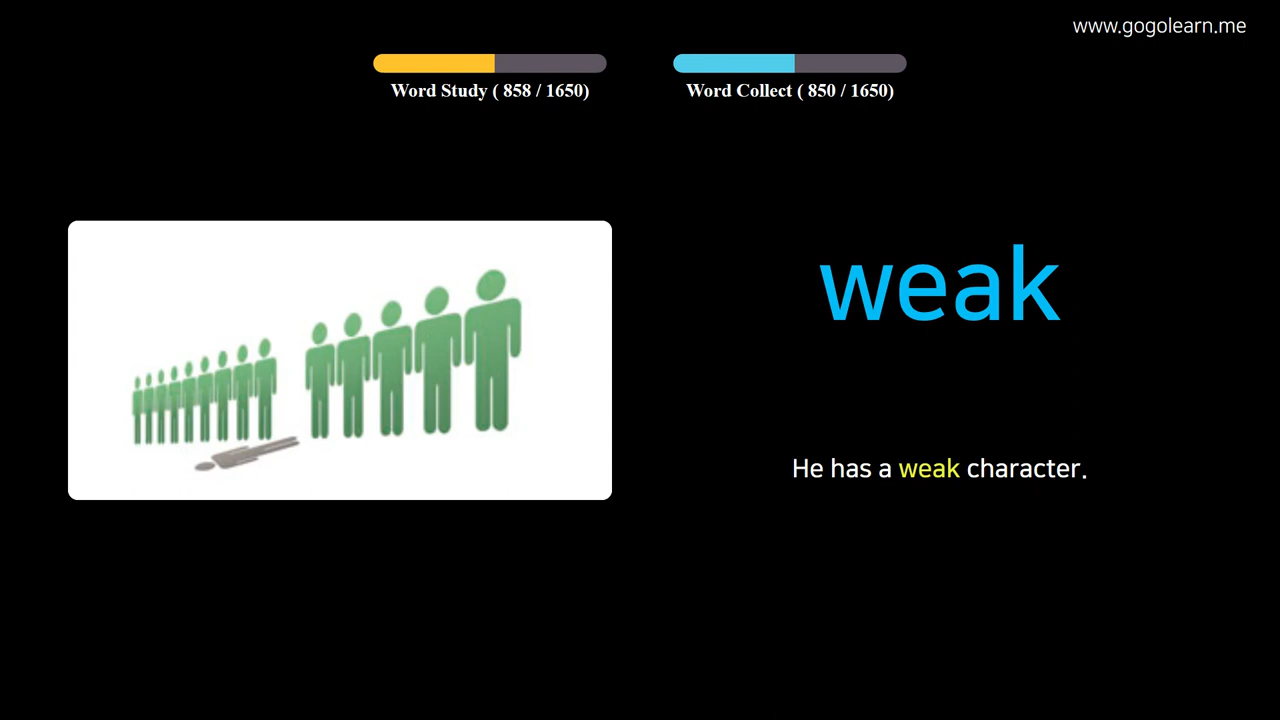 www.gogolearn.me
Word Study ( 858 / 1650)
Word Collect ( 850 / 1650)
weak
He has a weak character.